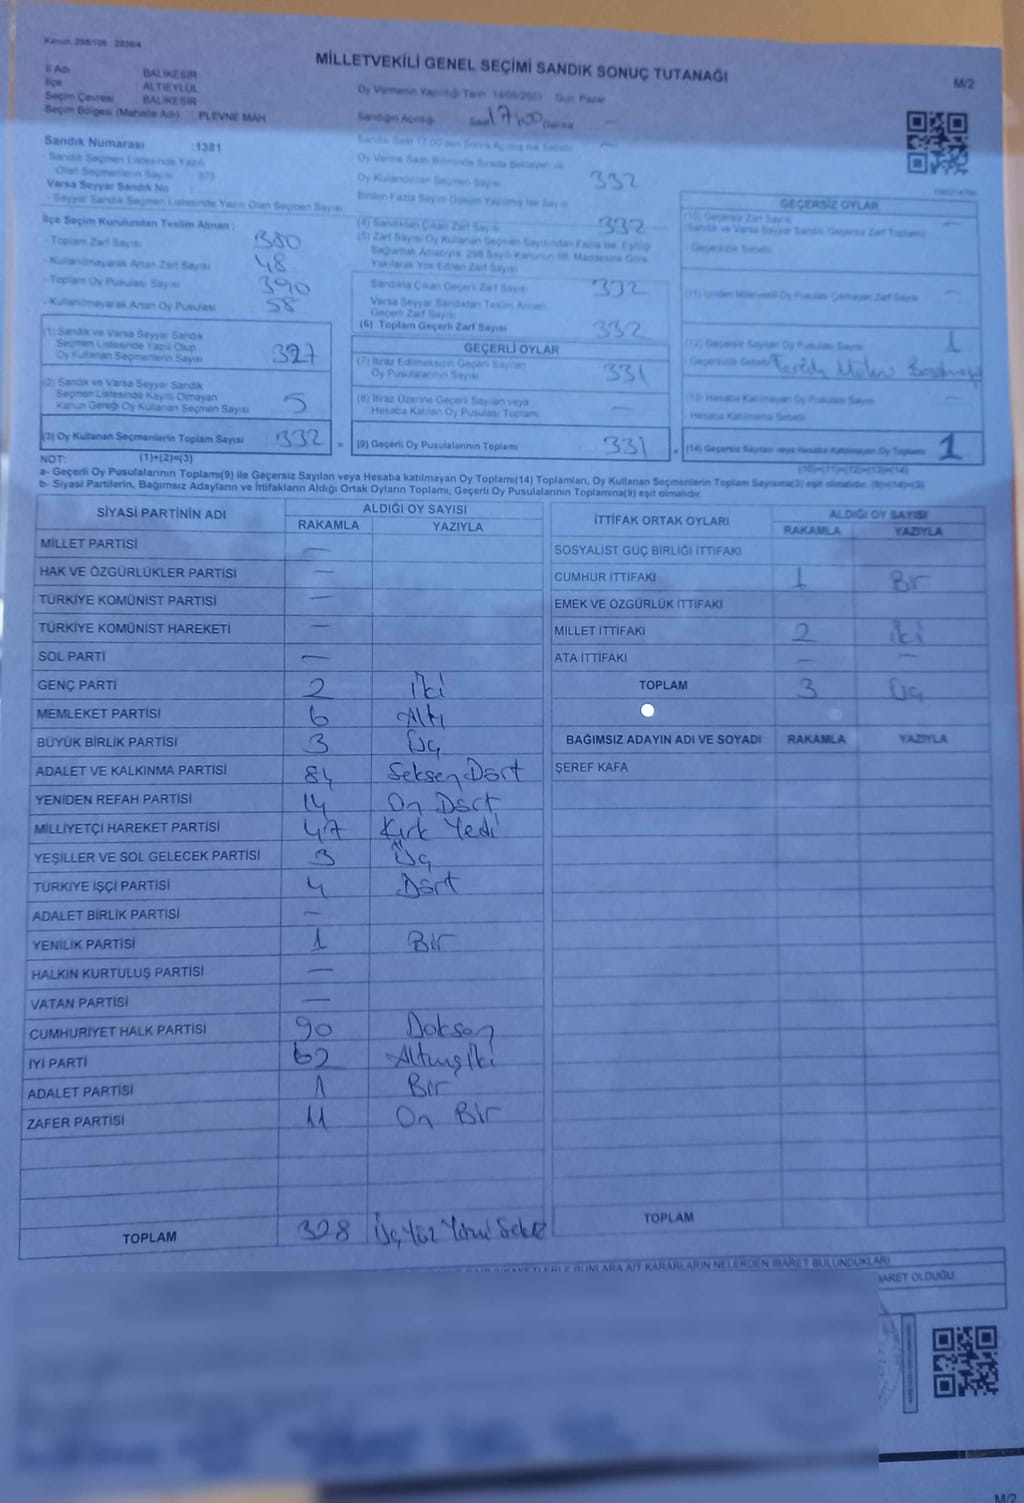 Kanun: 298/105 , 2839/4
MİLLETVEKİLİ GENEL SEÇİMİ SANDIK SONUÇ TUTANAĞI
M/2
İl Adı BALIKESİR
İlçe ALTIEYLÜL
Seçim Çevresi BALIKESİR
Seçim Bölgesi (Mahalle Adı) PLEVNE MAH
Oy Vermenin Yapıldığı Tarih 14/05/2023 Gün Pazar
Sandığın Açıldığı Saat 17:00 Dakika —
Sandık Numarası :1381
- Sandık Seçmen Listesinde Yazılı
Olan Seçmenlerin Sayısı 375
Varsa Seyyar Sandık No
- Seyyar Sandık Seçmen Listesinde Yazılı Olan Seçmen Sayısı
Sandık Saat 17:00'den Sonra Açılmış İse Sebebi —
Oy Verme Saati Bitiminde Sırada Bekleyen ve
Oy Kullandırılan Seçmen Sayısı 332
Birden Fazla Sayım Döküm Yapılmış İse Sayısı
İlçe Seçim Kurulundan Teslim Alınan :
- Toplam Zarf Sayısı 380
- Kullanılmayarak Artan Zarf Sayısı 48
- Toplam Oy Pusulası Sayısı 390
- Kullanılmayarak Artan Oy Pusulası 58
(1) Sandık ve Varsa Seyyar Sandık
Seçmen Listesinde Yazılı Olup
Oy Kullanan Seçmenlerin Sayısı 327
(2) Sandık ve Varsa Seyyar Sandık
Seçmen Listesinde Kayıtlı Olmayan
Kanun Gereği Oy Kullanan Seçmen Sayısı 5
(3) Oy Kullanan Seçmenlerin Toplam Sayısı 332 =
(4) Sandıktan Çıkan Zarf Sayısı 332
(5) Zarf Sayısı Oy Kullanan Seçmen Sayısından Fazla İse, Eşitliği
Sağlamak Amacıyla, 298 Sayılı Kanunun 98. Maddesine Göre
Yakılarak Yok Edilen Zarf Sayısı
Sandıkta Çıkan Geçerli Zarf Sayısı 332
Varsa Seyyar Sandıktan Teslim Alınan
Geçerli Zarf Sayısı
(6) Toplam Geçerli Zarf Sayısı 332
GEÇERLİ OYLAR
(7) İtiraz Edilmeksizin Geçerli Sayılan
Oy Pusulalarının Sayısı 331
(8) İtiraz Üzerine Geçerli Sayılan veya
Hesaba Katılan Oy Pusulası Toplamı —
(9) Geçerli Oy Pusulalarının Toplamı 331 +
GEÇERSİZ OYLAR
(10) Geçersiz Zarf Sayısı
(Sandık ve Varsa Seyyar Sandık Geçersiz Zarf Toplamı) —
- Geçersizlik Sebebi
(11) İçinden Milletvekili Oy Pusulası Çıkmayan Zarf Sayısı —
(12) Geçersiz Sayılan Oy Pusulası Sayısı 1
- Geçersizlik Sebebi
(13) Hesaba Katılmayan Oy Pusulası Sayısı —
- Hesaba Katılmama Sebebi
(14) Geçersiz Sayılan veya Hesaba Katılmayan Oy Toplamı 1
NOT: (1)+(2)=(3)
(10)+(11)+(12)+(13)=(14)
a- Geçerli Oy Pusulalarının Toplamı(9) ile Geçersiz Sayılan veya Hesaba katılmayan Oy Toplamı(14) Toplamları, Oy Kullanan Seçmenlerin Toplam Sayısına(3) eşit olmalıdır. (9)+(14)=(3)
b- Siyasi Partilerin, Bağımsız Adayların ve İttifakların Aldığı Ortak Oyların Toplamı, Geçerli Oy Pusulalarının Toplamına(9) eşit olmalıdır.
SİYASİ PARTİNİN ADI ALDIĞI OY SAYISI
RAKAMLA YAZIYLA
MİLLET PARTİSİ —
HAK VE ÖZGÜRLÜKLER PARTİSİ —
TÜRKİYE KOMÜNİST PARTİSİ —
TÜRKİYE KOMÜNİST HAREKETİ —
SOL PARTİ —
GENÇ PARTİ 2 İki
MEMLEKET PARTİSİ 6 Altı
BÜYÜK BİRLİK PARTİSİ 3 Üç
ADALET VE KALKINMA PARTİSİ 84 Seksen Dört
YENİDEN REFAH PARTİSİ 14 On Dört
MİLLİYETÇİ HAREKET PARTİSİ 47 Kırk Yedi
YEŞİLLER VE SOL GELECEK PARTİSİ 3 Üç
TÜRKİYE İŞÇİ PARTİSİ 4 Dört
ADALET BİRLİK PARTİSİ —
YENİLİK PARTİSİ 1 Bir
HALKIN KURTULUŞ PARTİSİ —
VATAN PARTİSİ —
CUMHURİYET HALK PARTİSİ 90 Doksan
İYİ PARTİ 62 Altmış İki
ADALET PARTİSİ 1 Bir
ZAFER PARTİSİ 11 On Bir
TOPLAM 328 Üç Yüz Yirmi Sekiz
İTTİFAK ORTAK OYLARI ALDIĞI OY SAYISI
RAKAMLA YAZIYLA
SOSYALİST GÜÇ BİRLİĞİ İTTİFAKI
CUMHUR İTTİFAKI 1 Bir
EMEK VE ÖZGÜRLÜK İTTİFAKI
MİLLET İTTİFAKI 2 İki
ATA İTTİFAKI — —
TOPLAM 3 Üç
BAĞIMSIZ ADAYIN ADI VE SOYADI RAKAMLA YAZIYLA
ŞEREF KAFA
TOPLAM
BUNLARA AİT KARARLARIN NELERDEN İBARET BULUNDUKLARI
İBARET OLDUĞU
M/2